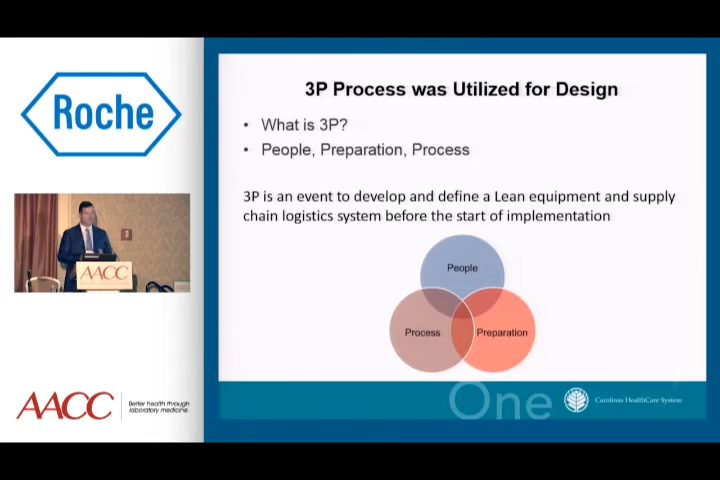 Roche
AACC
AACC
Better health through
laboratory medicine.
3P Process was Utilized for Design
• What is 3P?
• People, Preparation, Process
3P is an event to develop and define a Lean equipment and supply
chain logistics system before the start of implementation
People
Process
Preparation
One
Carolinas HealthCare System